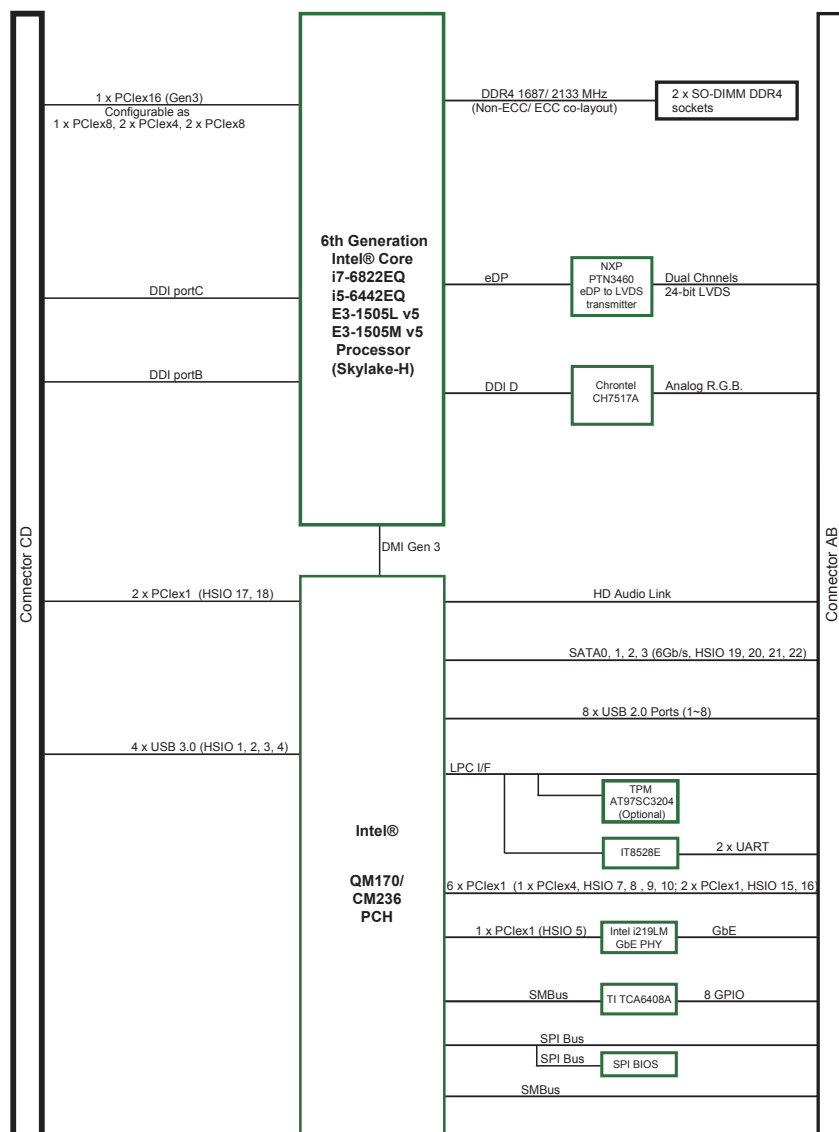 1 x PCIex16 (Gen3)
Configurable as
1 x PCIex8, 2 x PCIex4, 2 x PCIex8
DDR4 1687/ 2133 MHz
(Non-ECC/ ECC co-layout)
2 x SO-DIMM DDR4
sockets
6th Generation
Intel® Core
i7-6822EQ
i5-6442EQ
E3-1505L v5
E3-1505M v5
Processor
(Skylake-H)
DDI portC
eDP
NXP
PTN3460
eDP to LVDS
transmitter
Dual Chnnels
24-bit LVDS
DDI portB
DDI D
Chrontel
CH7517A
Analog R.G.B.
Connector CD
Connector AB
DMI Gen 3
2 x PCIex1 (HSIO 17, 18)
HD Audio Link
SATA0, 1, 2, 3 (6Gb/s, HSIO 19, 20, 21, 22)
8 x USB 2.0 Ports (1~8)
4 x USB 3.0 (HSIO 1, 2, 3, 4)
LPC I/F
TPM
AT97SC3204
(Optional)
Intel®
QM170/
CM236
PCH
IT8528E
2 x UART
6 x PCIex1 (1 x PCIex4, HSIO 7, 8 , 9, 10; 2 x PCIex1, HSIO 15, 16)
1 x PCIex1 (HSIO 5)
Intel i219LM
GbE PHY
GbE
SMBus
TI TCA6408A
8 GPIO
SPI Bus
SPI Bus
SPI BIOS
SMBus